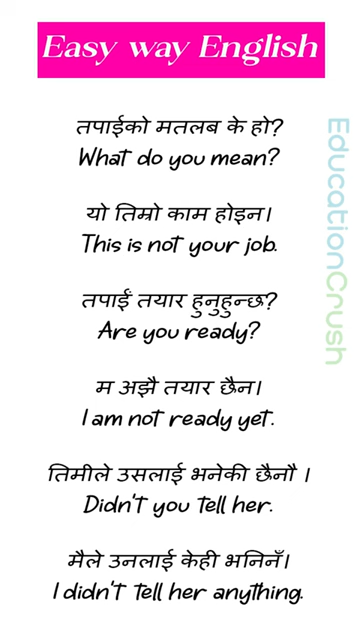 Easy way English
तपाईको मतलब के हो?
What do you mean?
यो तिम्रो काम होइन।
This is not your job.
तपाईँ तयार हुनुहुन्छ?
Are you ready?
म अझै तयार छैन।
I am not ready yet.
तिमीले उसलाई भनेकी छैनौ ।
Didn't you tell her.
मैले उनलाई केही भनिनँ।
I didn't tell her anything.
EducationCrush